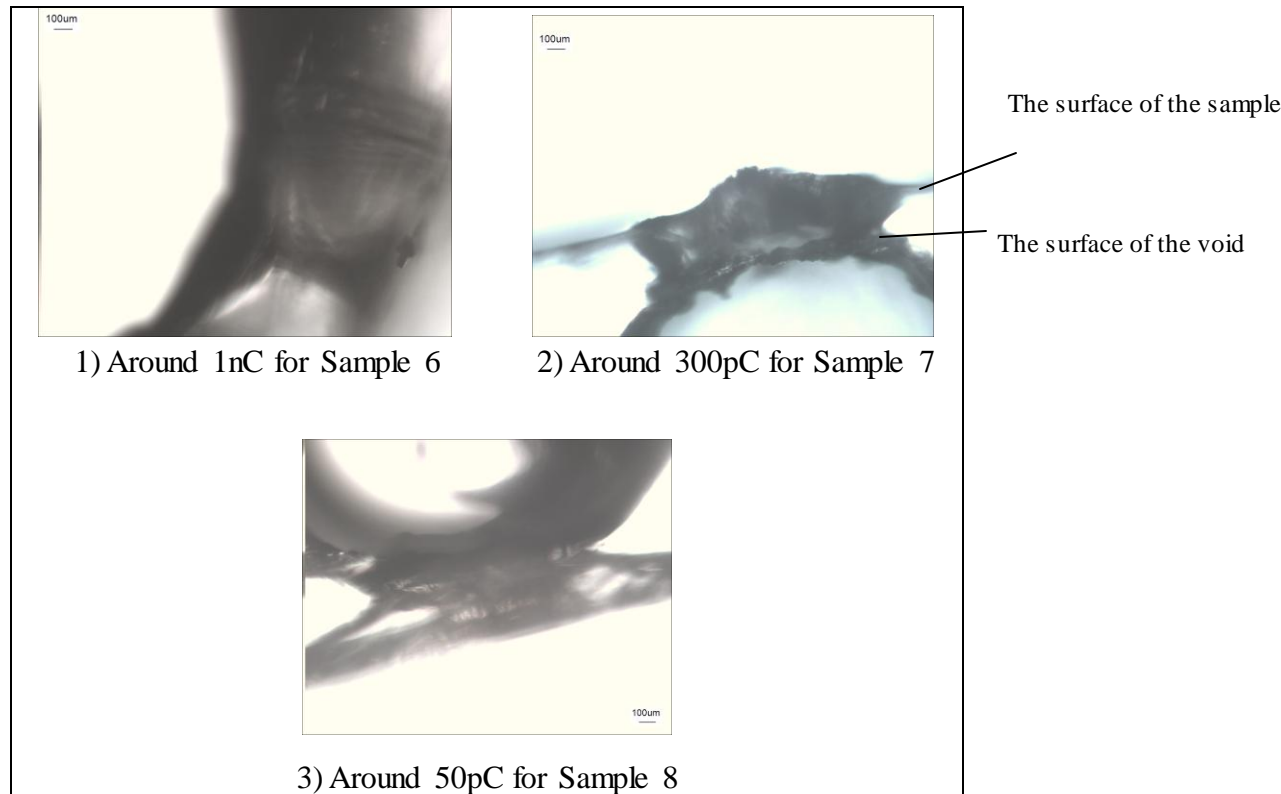 100um
100um
The surface of the sample
The surface of the void
1) Around 1nC for Sample 6
2) Around 300pC for Sample 7
100um
3) Around 50pC for Sample 8